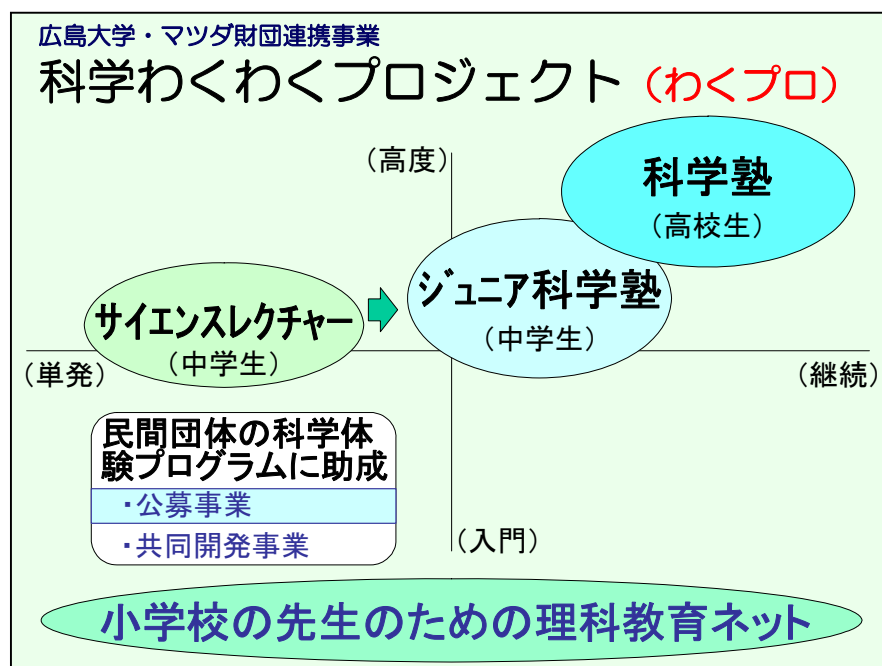 広島大学・マツダ財団連携事業
科学わくわくプロジェクト（わくプロ）
（高度）
科学塾
（高校生）
ジュニア科学塾
（中学生）
サイエンスレクチャー
（中学生）
（単発）
（継続）
民間団体の科学体
験プログラムに助成
・公募事業
・共同開発事業
（入門）
小学校の先生のための理科教育ネット